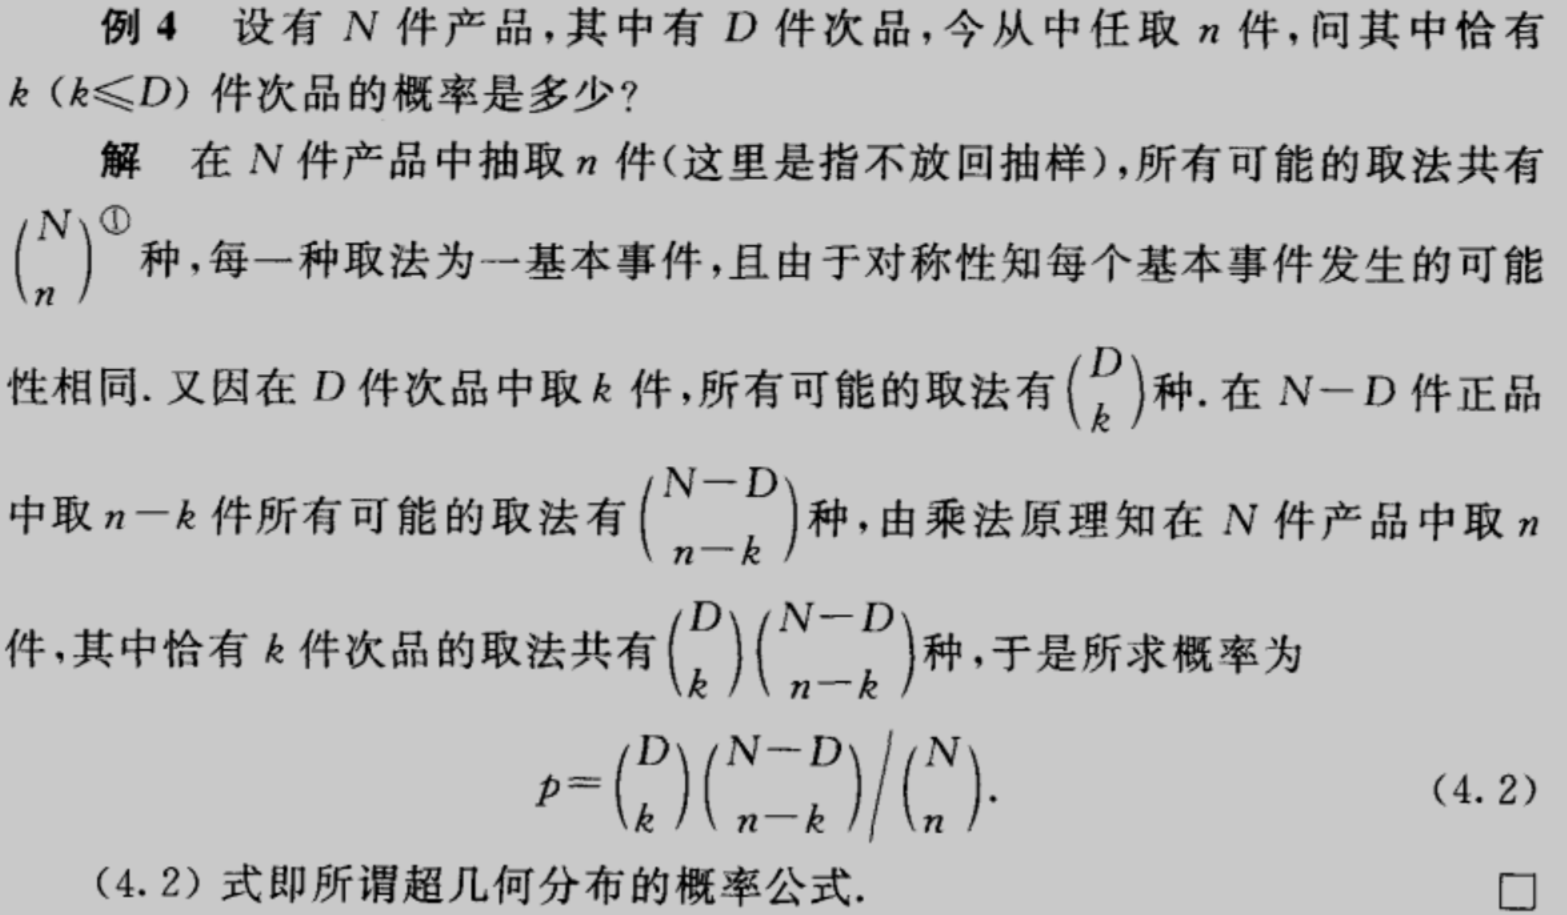 例 4 设有 N 件产品,其中有 D 件次品,今从中任取 n 件,问其中恰有
k (k≤D) 件次品的概率是多少?
解 在 N 件产品中抽取 n 件(这里是指不放回抽样),所有可能的取法共有
$\binom{N}{n}$^① 种,每一种取法为一基本事件,且由于对称性知每个基本事件发生的可能
性相同. 又因在 D 件次品中取 k 件,所有可能的取法有$\binom{D}{k}$种. 在 N-D 件正品
中取 n-k 件所有可能的取法有$\binom{N-D}{n-k}$种,由乘法原理知在 N 件产品中取 n
件,其中恰有 k 件次品的取法共有$\binom{D}{k}\binom{N-D}{n-k}$种,于是所求概率为
$p=\binom{D}{k}\binom{N-D}{n-k}/\binom{N}{n}$. (4.2)
(4.2) 式即所谓超几何分布的概率公式. □